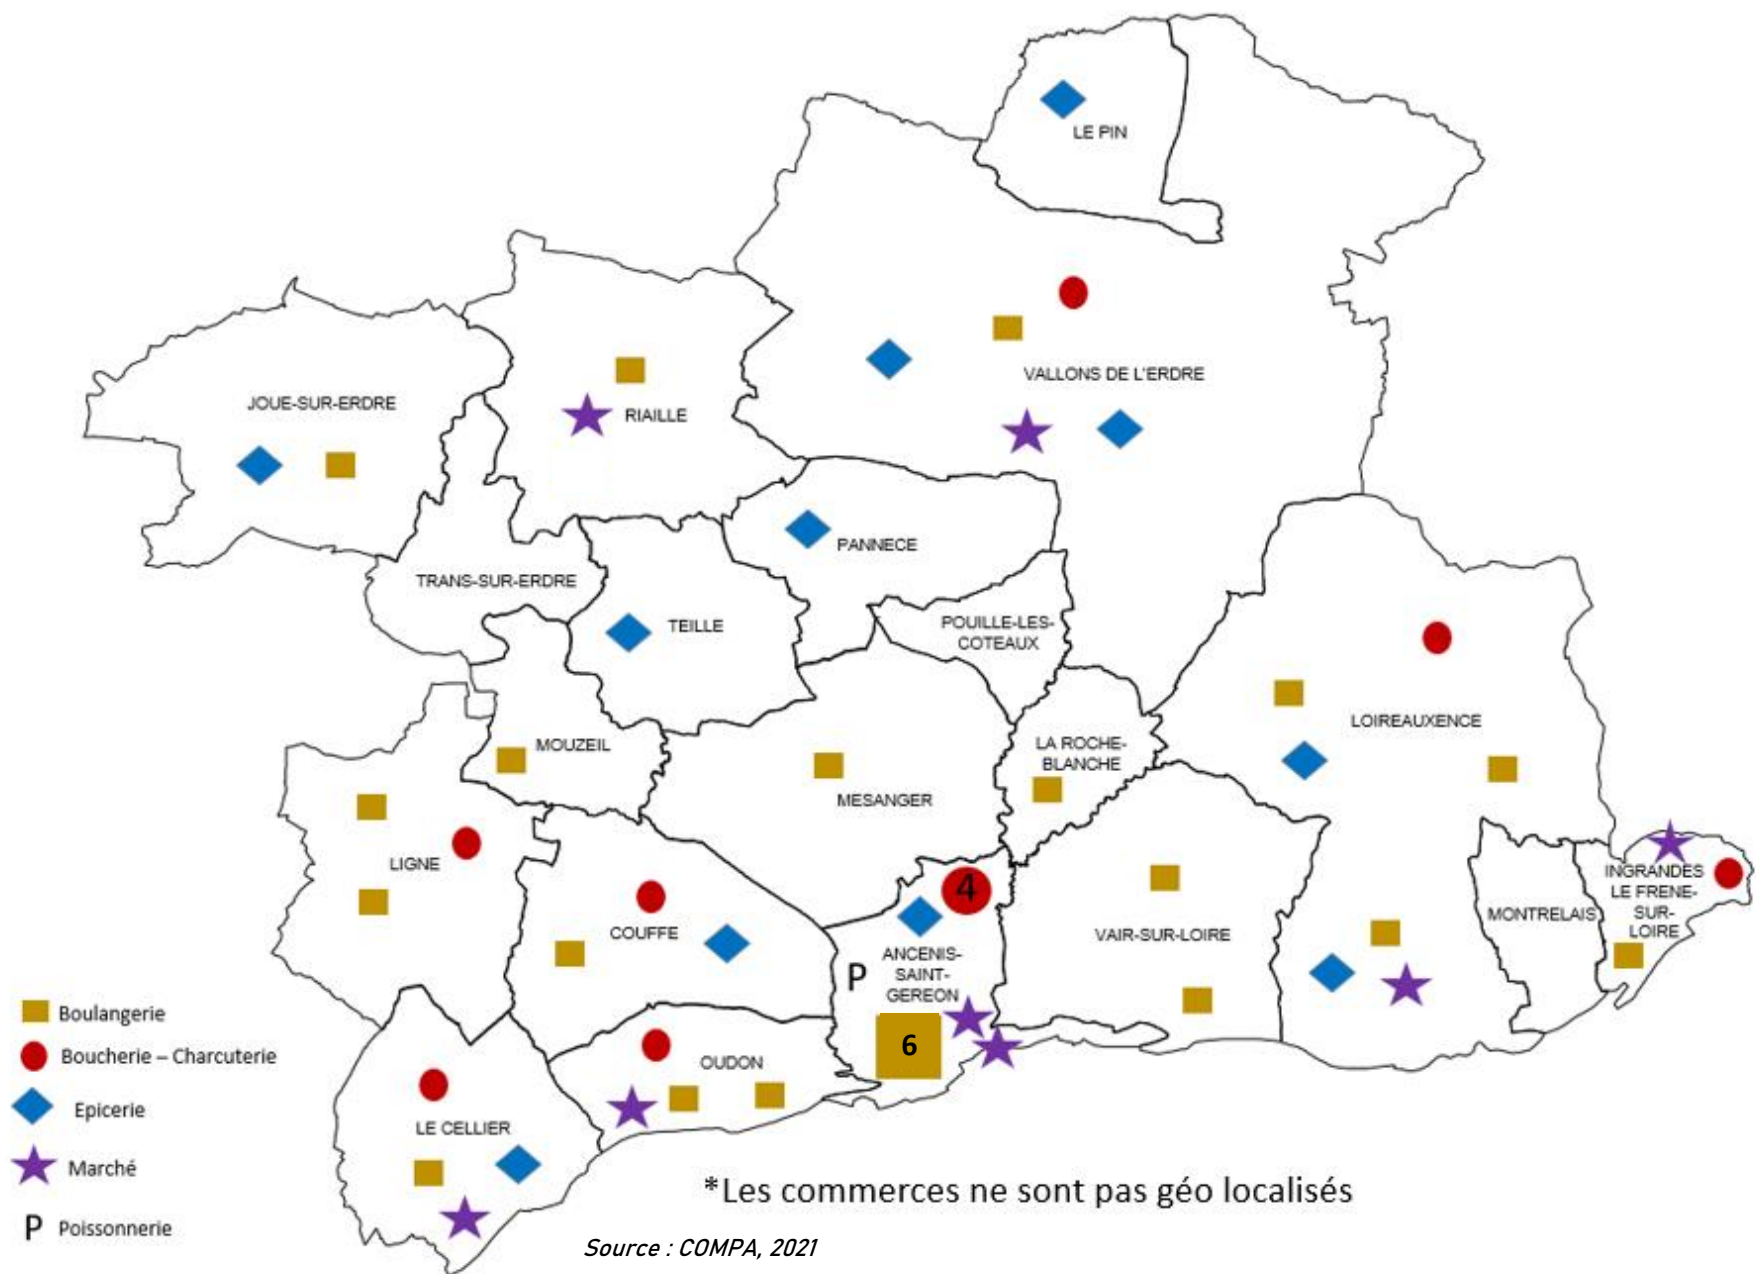 LE PIN
VALLONS DE L'ERDRE
JOUE-SUR-ERDRE
RIAILLE
PANNECE
TRANS-SUR-ERDRE
TEILLE
POUILLE-LES-
COTEAUX
LOIREAUXENCE
MOUZEIL
LA ROCHE-
BLANCHE
MESANGER
LIGNE
4
INGRANDES
LE FRENE-
SUR-
LOIRE
MONTRELAIS
COUFFE
VAIR-SUR-LOIRE
ANCENIS-
SAINT-
GEREON
P
6
OUDON
LE CELLIER
Boulangerie
Boucherie – Charcuterie
Epicerie
Marché
P Poissonnerie
*Les commerces ne sont pas géo localisés
Source : COMPA, 2021